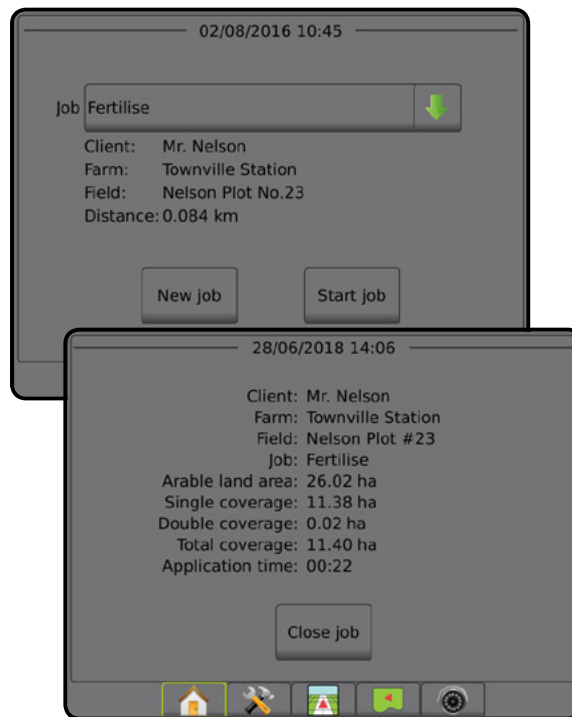 02/08/2016 10:45
Job Fertilise
Client: Mr. Nelson
Farm: Townville Station
Field: Nelson Plot No.23
Distance: 0.084 km
New job Start job
28/06/2018 14:06
Client: Mr. Nelson
Farm: Townville Station
Field: Nelson Plot #23
Job: Fertilise
Arable land area: 26.02 ha
Single coverage: 11.38 ha
Double coverage: 0.02 ha
Total coverage: 11.40 ha
Application time: 00:22
Close job